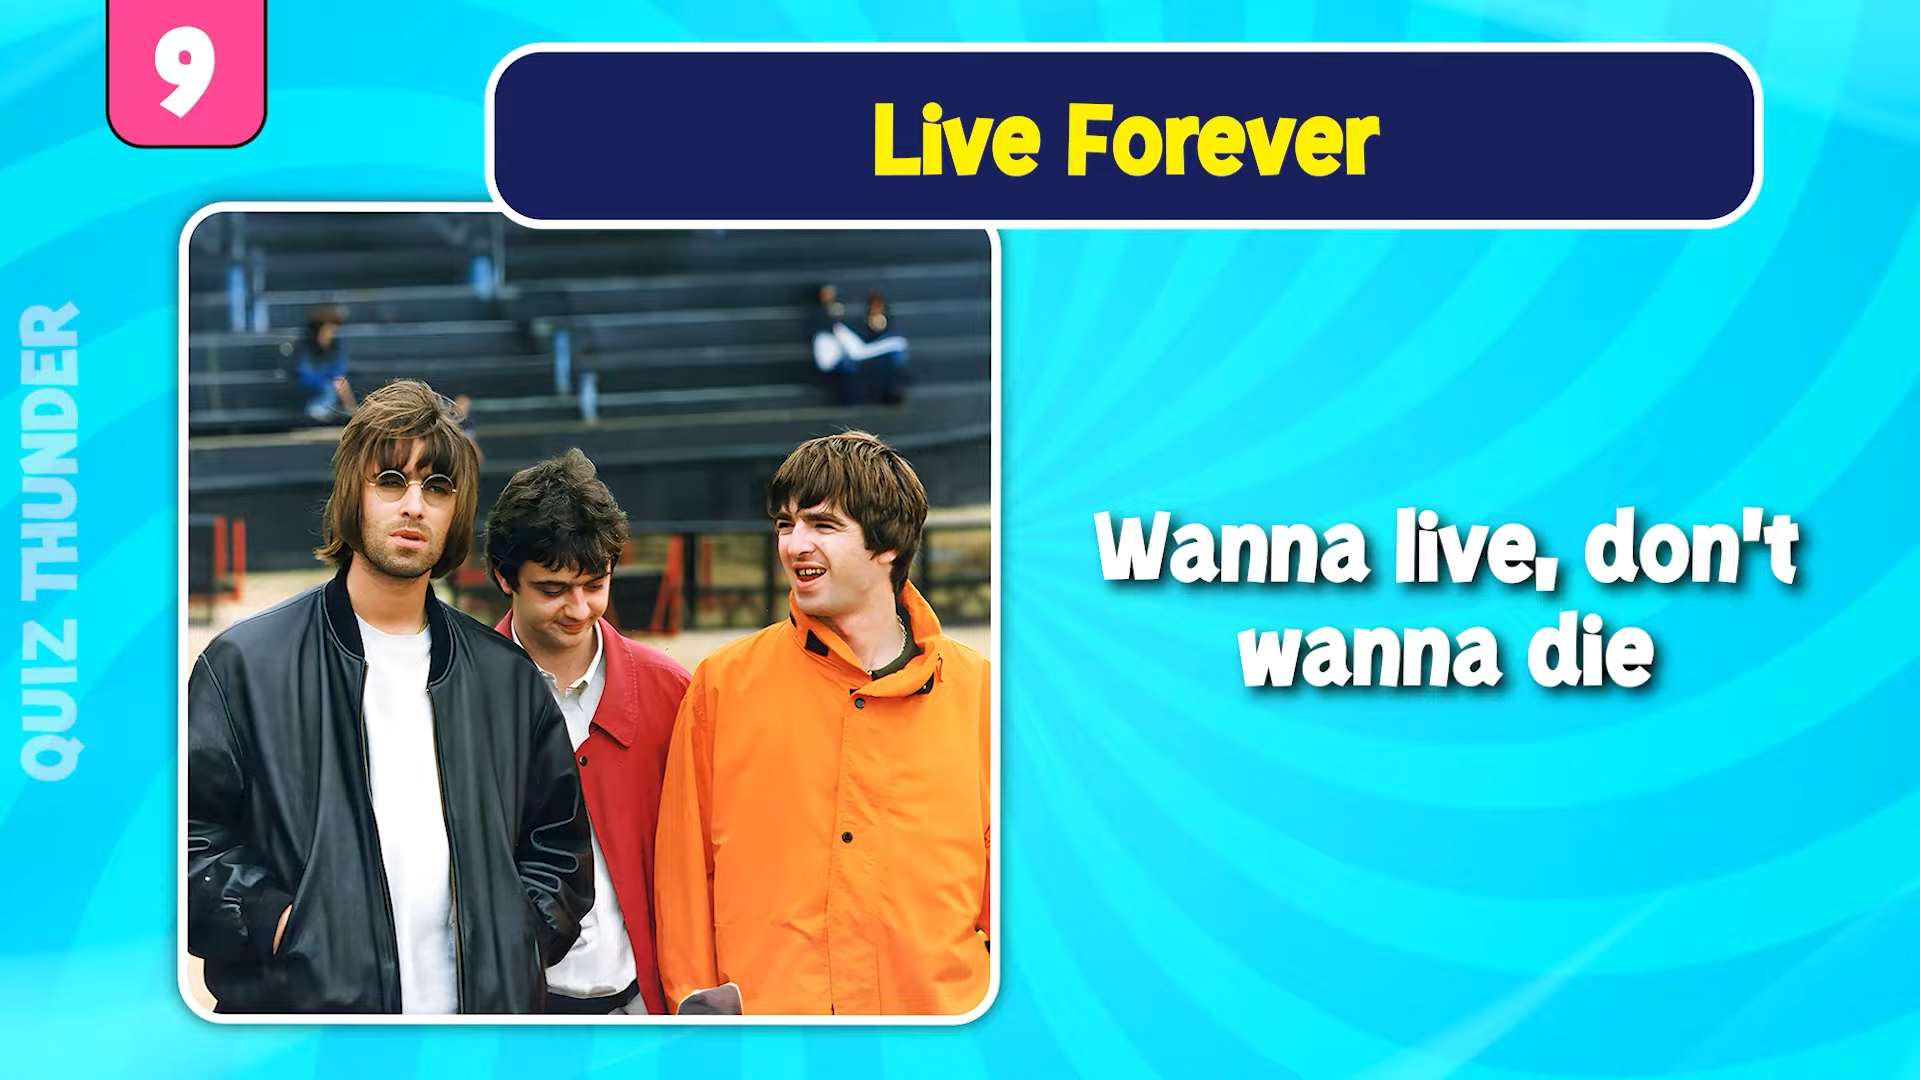 9
Live Forever
QUIZ THUNDER
Wanna live, don't
wanna die